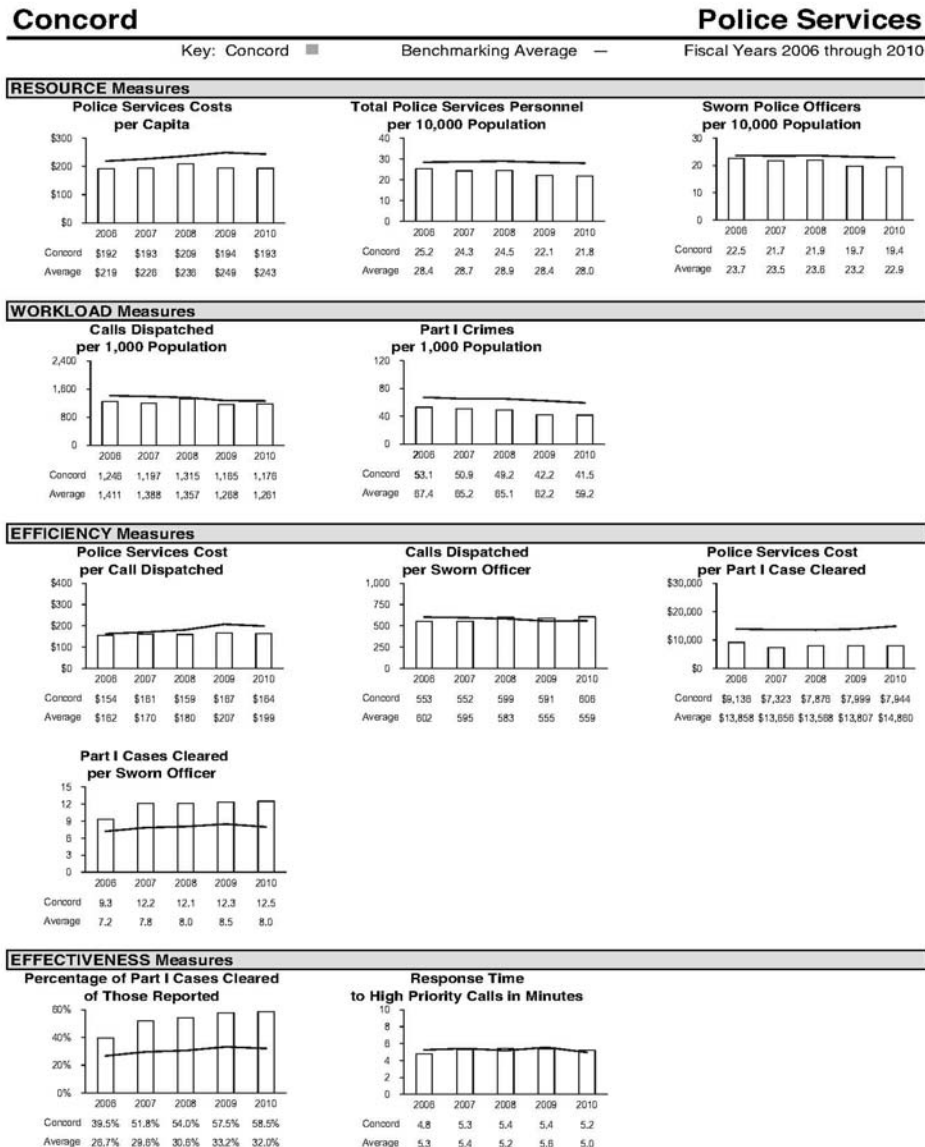 Concord Police Services
Key: Concord Benchmarking Average — Fiscal Years 2006 through 2010
RESOURCE Measures
Police Services Costs
per Capita
$300
$200
$100
$0
2006 2007 2008 2009 2010
Concord $192 $193 $209 $194 $193
Average $219 $226 $236 $249 $243
Total Police Services Personnel
per 10,000 Population
40
30
20
10
0
2006 2007 2008 2009 2010
Concord 25.2 24.3 24.5 22.1 21.8
Average 28.4 28.7 28.9 28.4 28.0
Sworn Police Officers
per 10,000 Population
30
20
10
0
2006 2007 2008 2009 2010
Concord 22.5 21.7 21.9 19.7 19.4
Average 23.7 23.5 23.6 23.2 22.9
WORKLOAD Measures
Calls Dispatched
per 1,000 Population
2,400
1,600
800
0
2006 2007 2008 2009 2010
Concord 1,246 1,197 1,315 1,165 1,176
Average 1,411 1,388 1,357 1,268 1,261
Part I Crimes
per 1,000 Population
120
80
40
0
2006 2007 2008 2009 2010
Concord 53.1 50.9 49.2 42.2 41.5
Average 67.4 65.2 65.1 62.2 59.2
EFFICIENCY Measures
Police Services Cost
per Call Dispatched
$400
$300
$200
$100
$0
2006 2007 2008 2009 2010
Concord $154 $161 $159 $167 $164
Average $162 $170 $180 $207 $199
Calls Dispatched
per Sworn Officer
1,000
750
500
250
0
2006 2007 2008 2009 2010
Concord 553 552 599 591 606
Average 602 595 583 555 559
Police Services Cost
per Part I Case Cleared
$30,000
$20,000
$10,000
$0
2006 2007 2008 2009 2010
Concord $9,136 $7,323 $7,876 $7,999 $7,944
Average $13,858 $13,656 $13,568 $13,807 $14,860
Part I Cases Cleared
per Sworn Officer
15
12
9
6
3
0
2006 2007 2008 2009 2010
Concord 9.3 12.2 12.1 12.3 12.5
Average 7.2 7.8 8.0 8.5 8.0
EFFECTIVENESS Measures
Percentage of Part I Cases Cleared
of Those Reported
60%
40%
20%
0%
2006 2007 2008 2009 2010
Concord 39.5% 51.8% 54.0% 57.5% 58.5%
Average 26.7% 29.6% 30.6% 33.2% 32.0%
Response Time
to High Priority Calls in Minutes
10
8
6
4
2
0
2006 2007 2008 2009 2010
Concord 4.8 5.3 5.4 5.4 5.2
Average 5.3 5.4 5.2 5.6 5.0